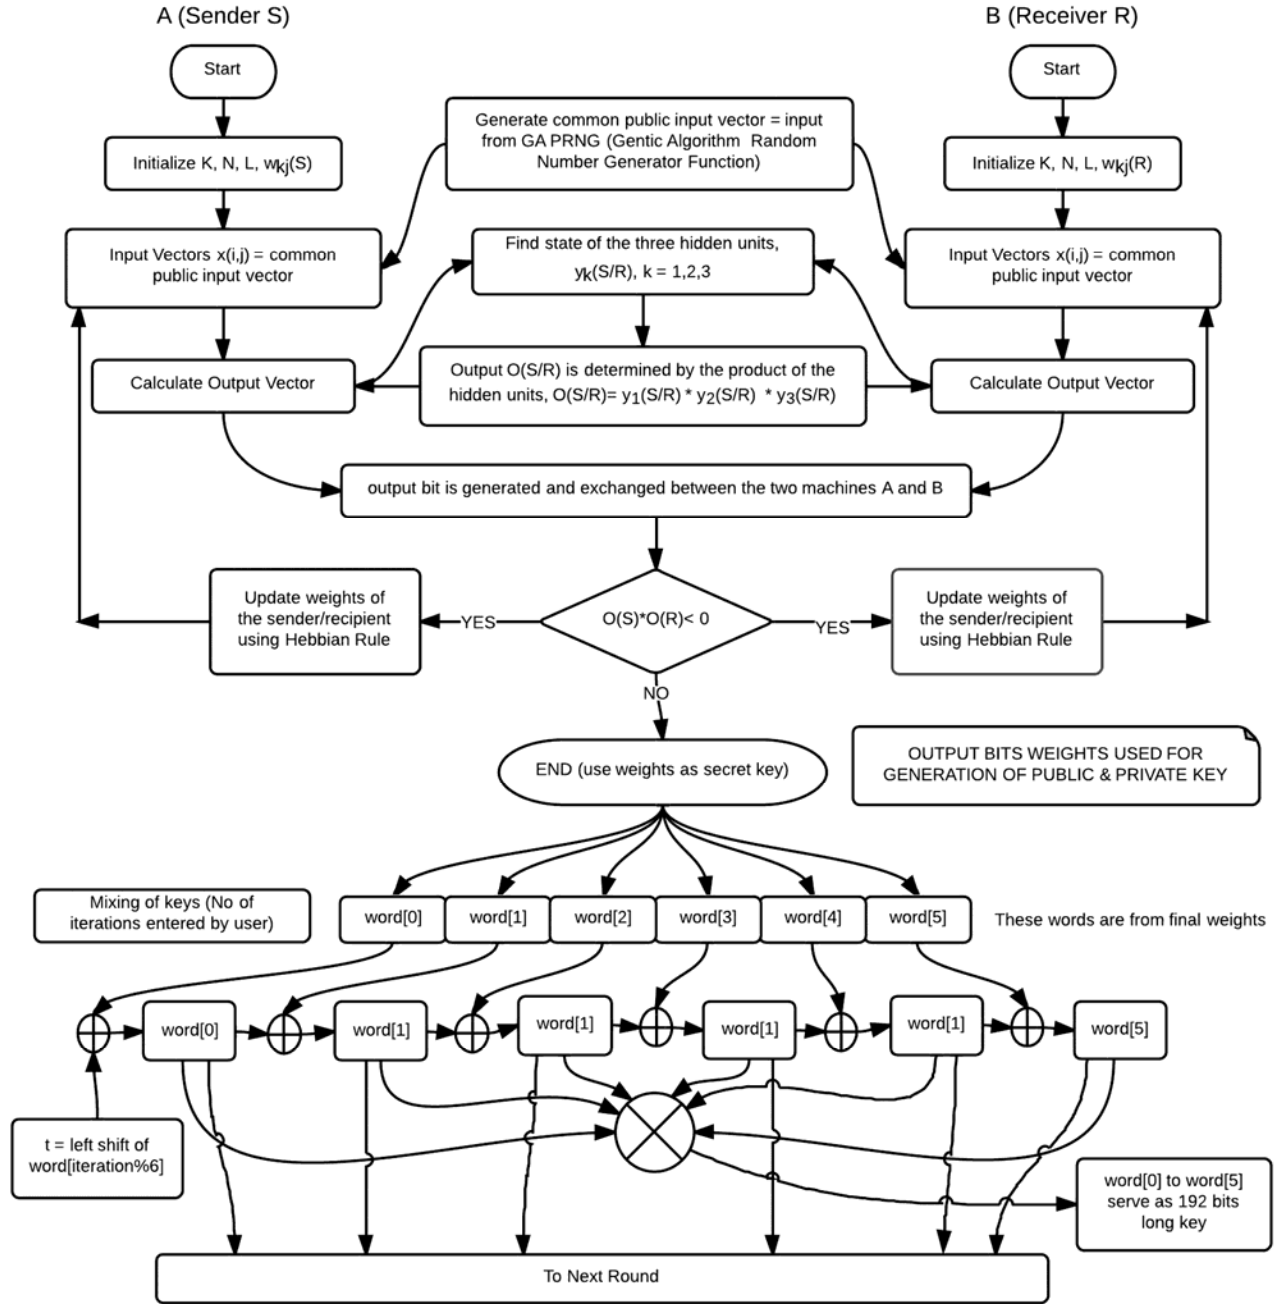 A (Sender S)
B (Receiver R)
Start
Start
Generate common public input vector = input
from GA PRNG (Gentic Algorithm Random
Number Generator Function)
Initialize K, N, L, wkj(S)
Initialize K, N, L, wkj(R)
Input Vectors x(i,j) = common
public input vector
Find state of the three hidden units,
yk(S/R), k = 1,2,3
Input Vectors x(i,j) = common
public input vector
Calculate Output Vector
Output O(S/R) is determined by the product of the
hidden units, O(S/R)= y1(S/R) * y2(S/R) * y3(S/R)
Calculate Output Vector
output bit is generated and exchanged between the two machines A and B
Update weights of
the sender/recipient
using Hebbian Rule
YES
O(S)*O(R)< 0
YES
Update weights of
the sender/recipient
using Hebbian Rule
NO
END (use weights as secret key)
OUTPUT BITS WEIGHTS USED FOR
GENERATION OF PUBLIC & PRIVATE KEY
Mixing of keys (No of
iterations entered by user)
word[0]
word[1]
word[2]
word[3]
word[4]
word[5]
These words are from final weights
word[0]
word[1]
word[1]
word[1]
word[1]
word[5]
t = left shift of
word[iteration%6]
word[0] to word[5]
serve as 192 bits
long key
To Next Round